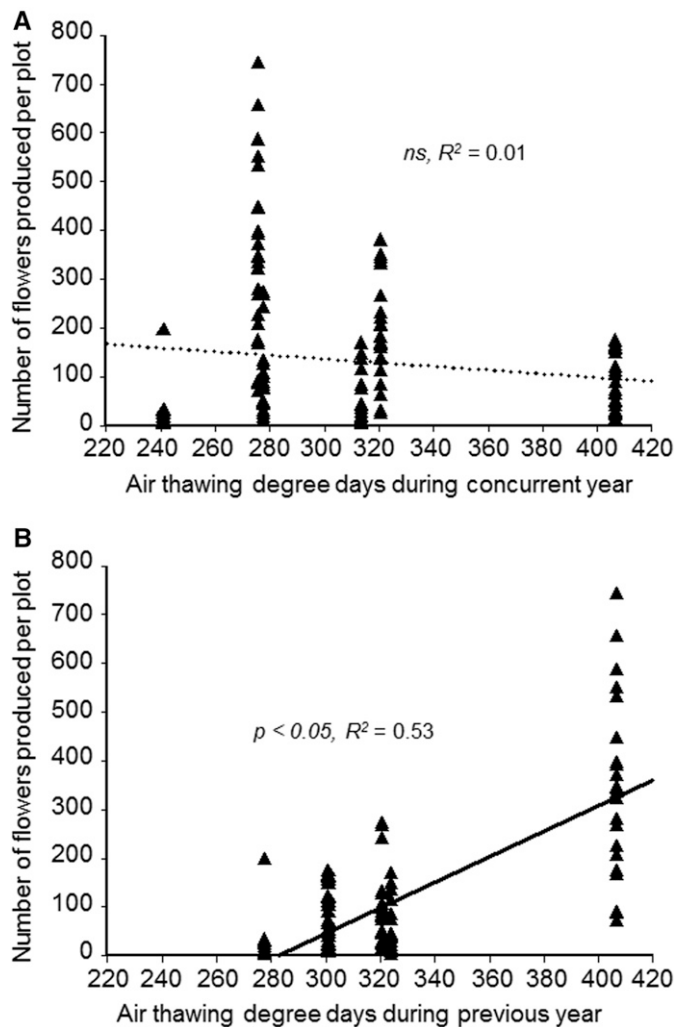 A
Number of flowers produced per plot
800
700
600
500
400
300
200
100
0
ns, R² = 0.01
220 240 260 280 300 320 340 360 380 400 420
Air thawing degree days during concurrent year
B
Number of flowers produced per plot
800
700
600
500
400
300
200
100
0
p < 0.05, R² = 0.53
220 240 260 280 300 320 340 360 380 400 420
Air thawing degree days during previous year